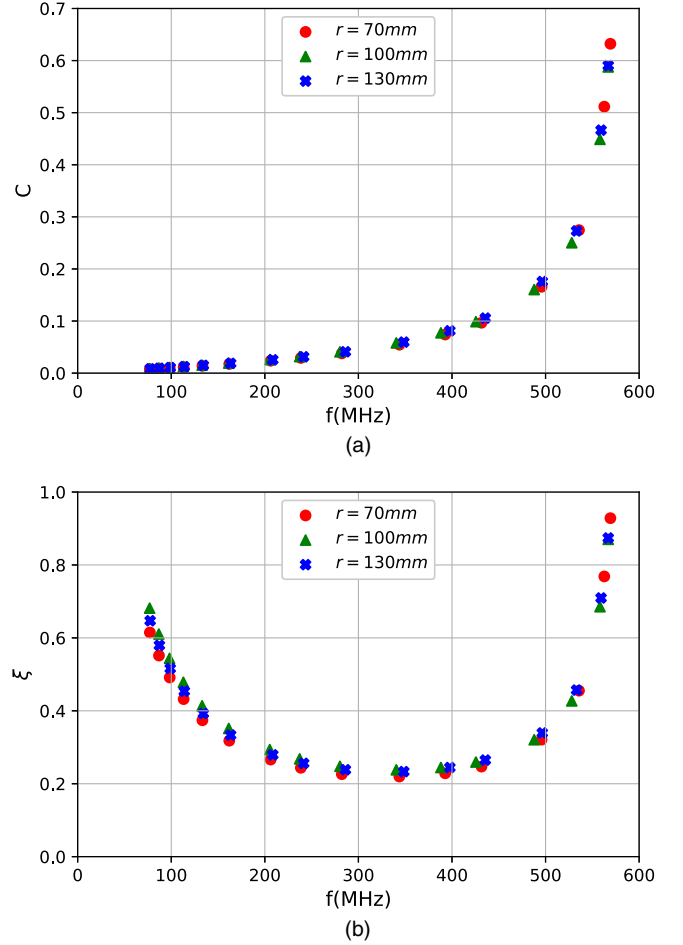 0.7
0.6
0.5
0.4
0.3
0.2
0.1
0.0
C
r = 70mm
r = 100mm
r = 130mm
0 100 200 300 400 500 600
f(MHz)
(a)
1.0
0.8
0.6
0.4
0.2
0.0
ξ
r = 70mm
r = 100mm
r = 130mm
0 100 200 300 400 500 600
f(MHz)
(b)